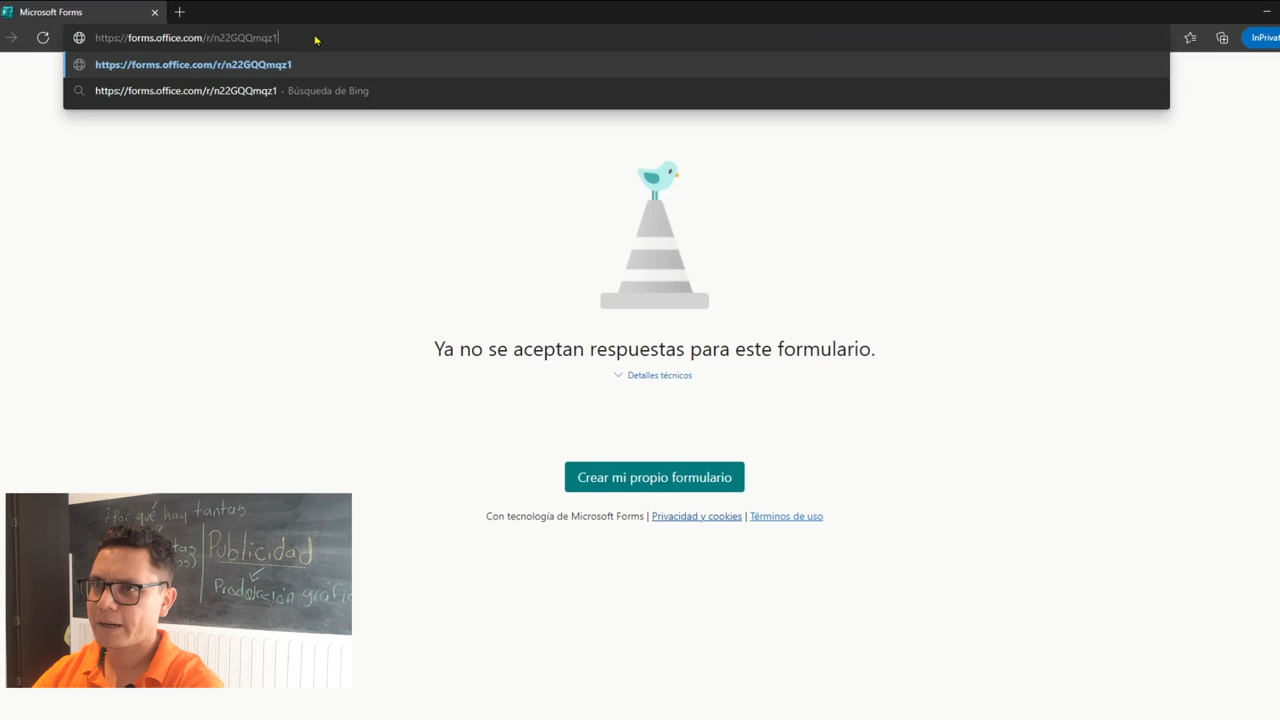 Microsoft Forms
https://forms.office.com/r/n22GQQmqz1
InPrivat
https://forms.office.com/r/n22GQQmqz1
https://forms.office.com/r/n22GQQmqz1 - Búsqueda de Bing
Ya no se aceptan respuestas para este formulario.
Detalles técnicos
Crear mi propio formulario
Con tecnología de Microsoft Forms | Privacidad y cookies | Términos de uso
¿Por qué hay tantas
Publicidad
Producción gráfic